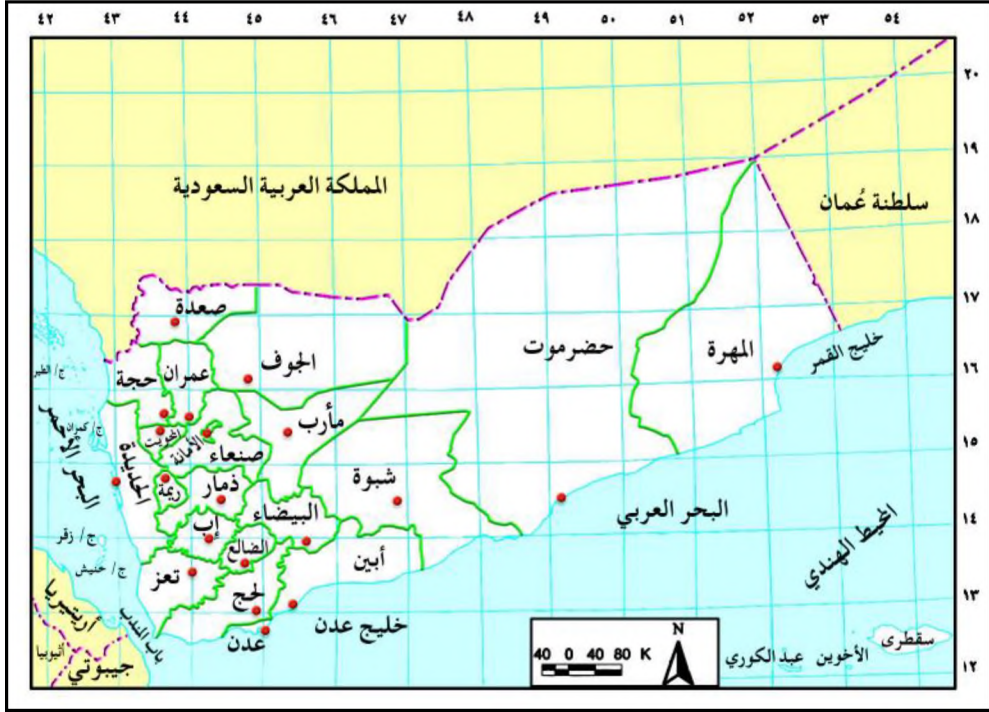 ٤٢ ٤٣ ٤٤ ٤٥ ٤٦ ٤٧ ٤٨ ٤٩ ٥٠ ٥١ ٥٢ ٥٣ ٥٤
٢٠
١٩
المملكة العربية السعودية
سلطنة عُمان
١٨
١٧
صعدة
خليج القمر
المهرة
حضرموت
الجوف
عمران
حجة
ج/ الطير
١٦
مأرب
ج/ كمران
البحر الأحمر
المحويت
الأمانة
صنعاء
الحديدة
١٥
شبوة
ذمار
ريمة
البحر العربي
المحيط الهندي
١٤
البيضاء
إب
ج/ زقر
الضالع
أبين
تعز
ج/ حنيش
لحج
١٣
خليج عدن
عدن
باب المندب
أريتيريا
سقطرى
عبد الكوري
الأخوين
أثيوبيا
جيبوتي
١٢
N
40 0 40 80 K